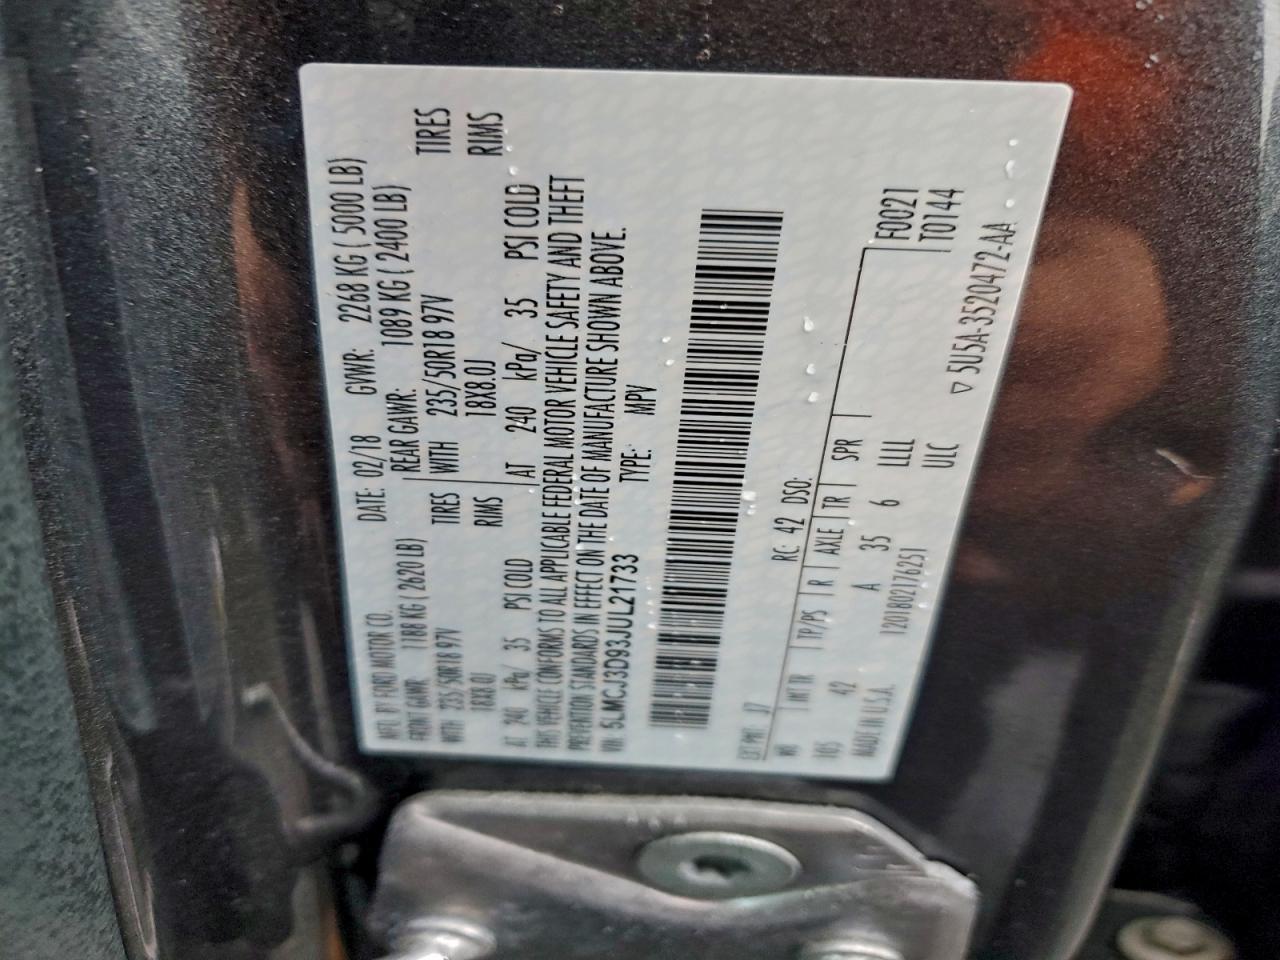 MFD. BY FORD MOTOR CO.
DATE: 02/18 GVWR: 2268 KG ( 5000 LB)
FRONT GAWR: 1188 KG ( 2620 LB) REAR GAWR: 1089 KG ( 2400 LB)
WITH 235/50R18 97V TIRES WITH 235/50R18 97V TIRES
18X8.0J RIMS 18X8.0J RIMS
AT 240 kPa/ 35 PSI COLD AT 240 kPa/ 35 PSI COLD
THIS VEHICLE CONFORMS TO ALL APPLICABLE FEDERAL MOTOR VEHICLE SAFETY AND THEFT
PREVENTION STANDARDS IN EFFECT ON THE DATE OF MANUFACTURE SHOWN ABOVE.
VIN: 5LMCJ3D93JUL21733 TYPE: MPV
EXT PNT: J7 RC: 42 DSO: F0021
WB INT TR TP/PS R AXLE TR SPR T0144
105 42 A 35 6 LLLL
MADE IN U.S.A. 1201802176251 ULC
▽ 5U5A-3520472-AA